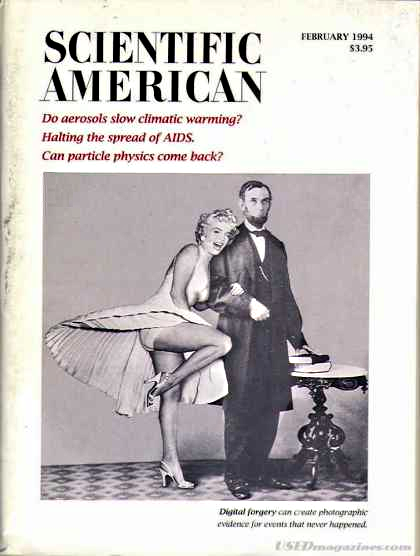 SCIENTIFIC
AMERICAN
FEBRUARY 1994
$3.95
Do aerosols slow climatic warming?
Halting the spread of AIDS.
Can particle physics come back?
Digital forgery can create photographic
evidence for events that never happened.
USEDmagazines.com